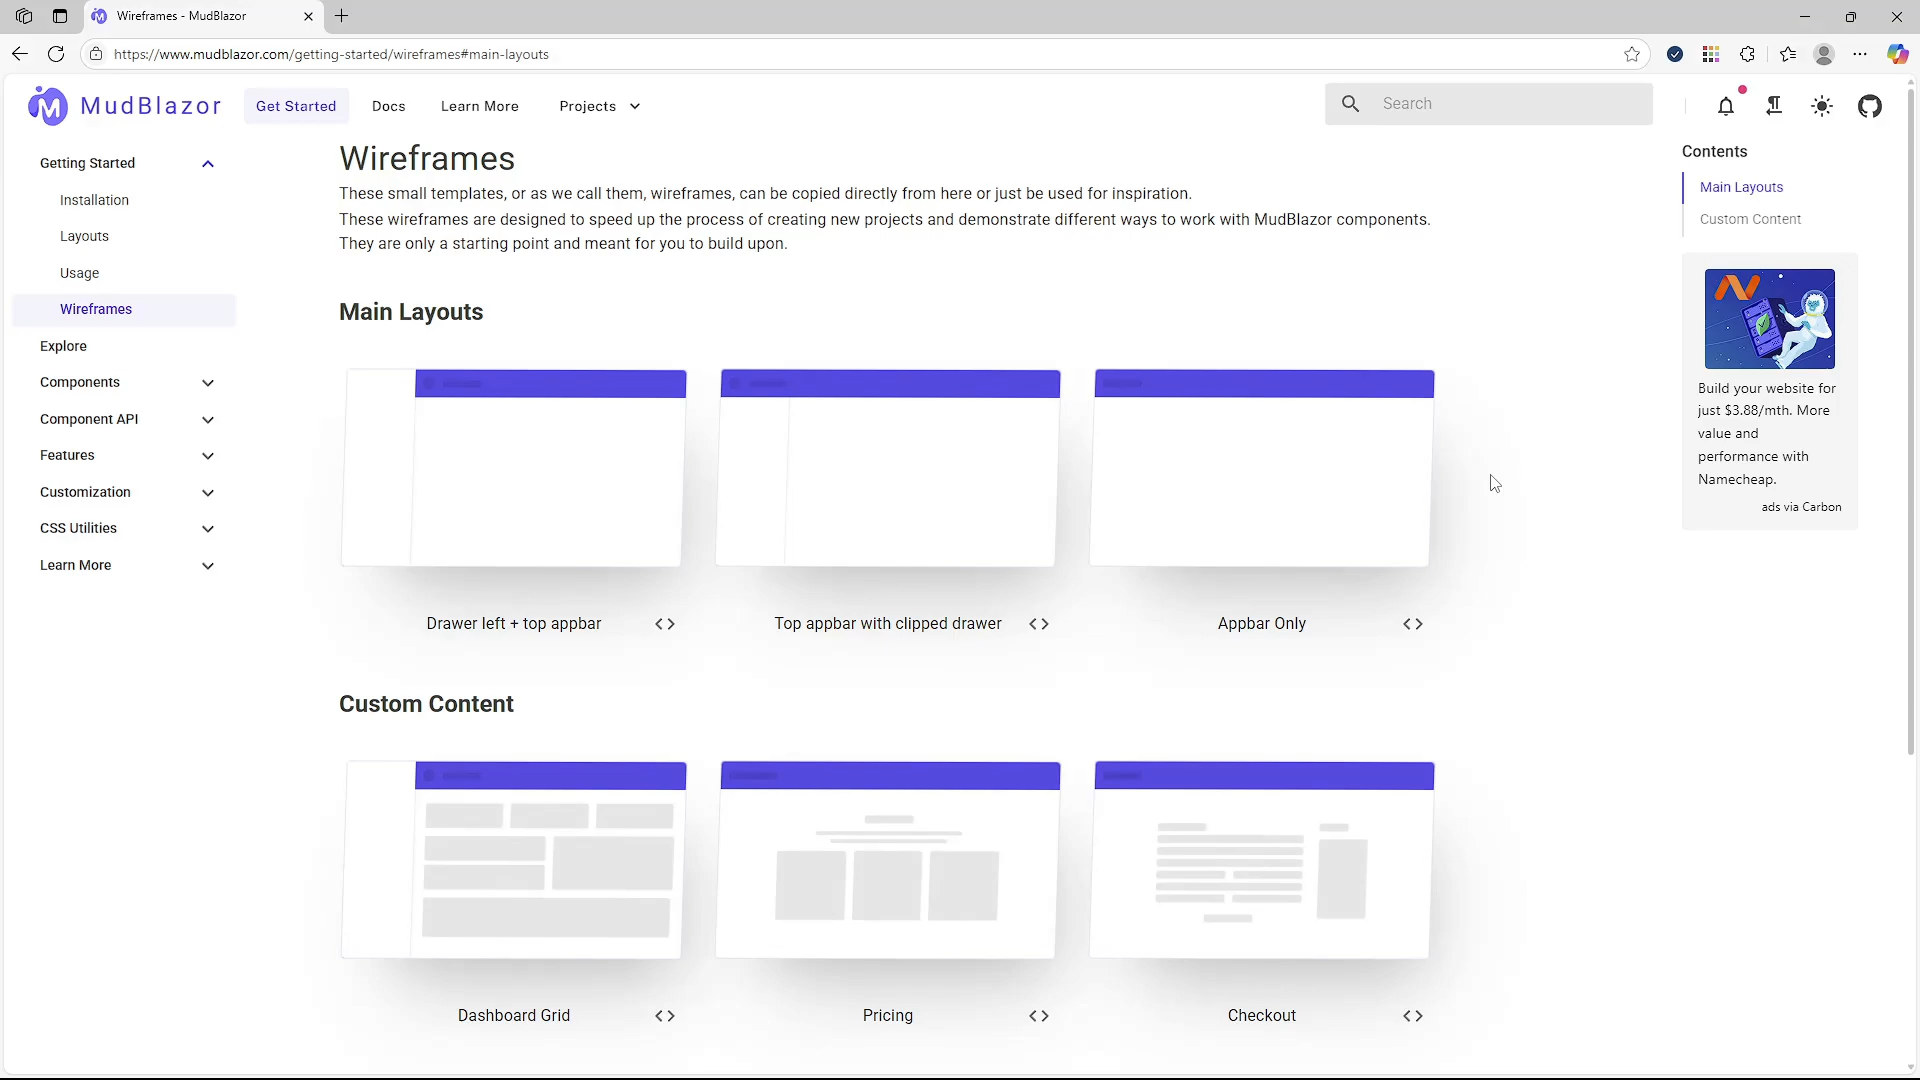 Wireframes - MudBlazor
https://www.mudblazor.com/getting-started/wireframes#main-layouts
MudBlazor
Get Started
Docs
Learn More
Projects
Search
Getting Started
Installation
Layouts
Usage
Wireframes
Explore
Components
Component API
Features
Customization
CSS Utilities
Learn More
Wireframes
These small templates, or as we call them, wireframes, can be copied directly from here or just be used for inspiration.
These wireframes are designed to speed up the process of creating new projects and demonstrate different ways to work with MudBlazor components.
They are only a starting point and meant for you to build upon.
Main Layouts
Drawer left + top appbar
Top appbar with clipped drawer
Appbar Only
Custom Content
Dashboard Grid
Pricing
Checkout
Contents
Main Layouts
Custom Content
Build your website for
just $3.88/mth. More
value and
performance with
Namecheap.
ads via Carbon